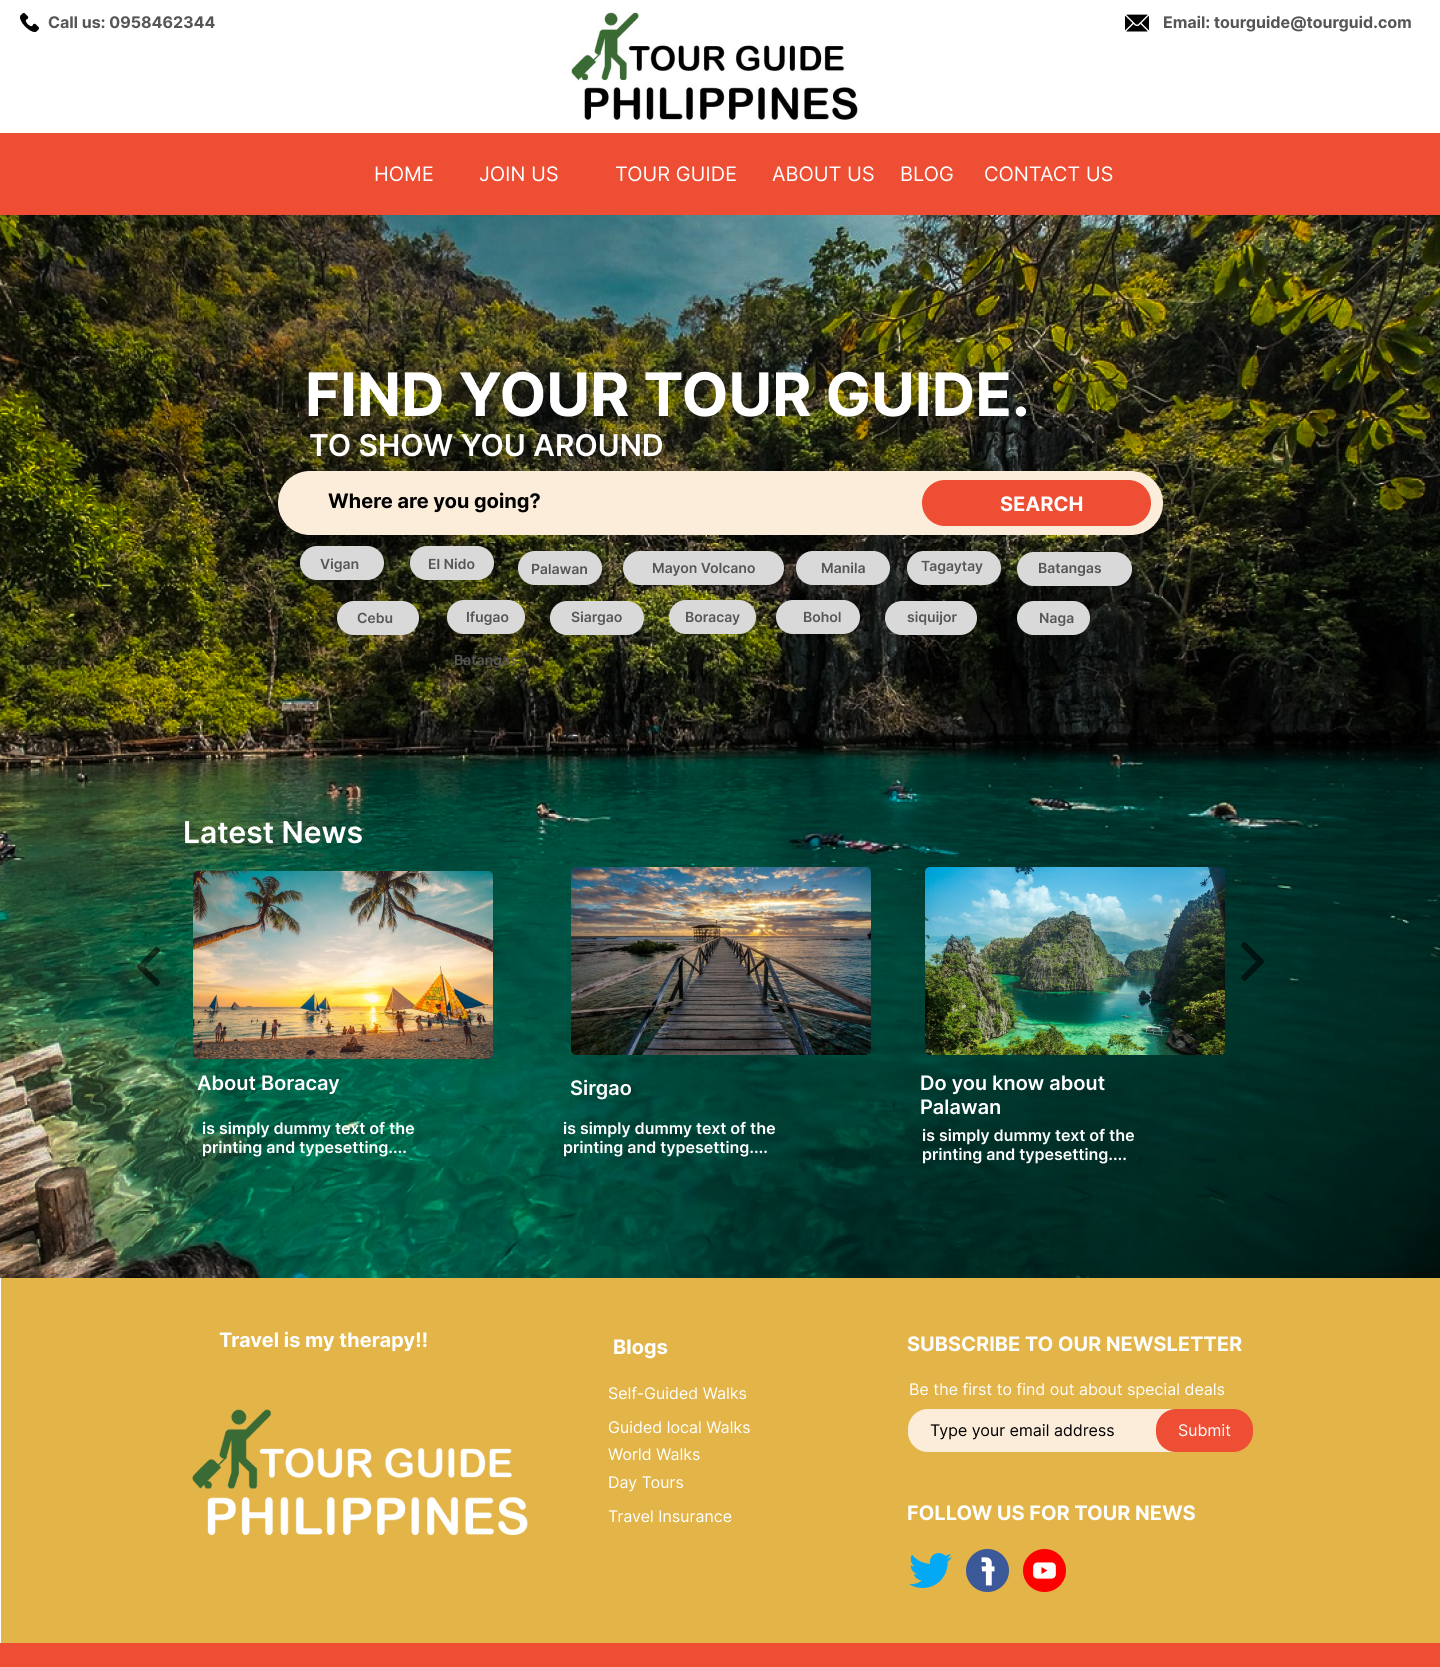 Call us: 0958462344
TOUR GUIDE
PHILIPPINES
Email: tourguide@tourguid.com
HOME JOIN US TOUR GUIDE ABOUT US BLOG CONTACT US
FIND YOUR TOUR GUIDE.
TO SHOW YOU AROUND
Where are you going? SEARCH
Vigan El Nido Palawan Mayon Volcano Manila Tagaytay Batangas
Cebu Ifugao Siargao Boracay Bohol siquijor Naga
Latest News
About Boracay
is simply dummy text of the
printing and typesetting....
Sirgao
is simply dummy text of the
printing and typesetting....
Do you know about
Palawan
is simply dummy text of the
printing and typesetting....
Travel is my therapy!!
TOUR GUIDE
PHILIPPINES
Blogs
Self-Guided Walks
Guided local Walks
World Walks
Day Tours
Travel Insurance
SUBSCRIBE TO OUR NEWSLETTER
Be the first to find out about special deals
Type your email address Submit
FOLLOW US FOR TOUR NEWS